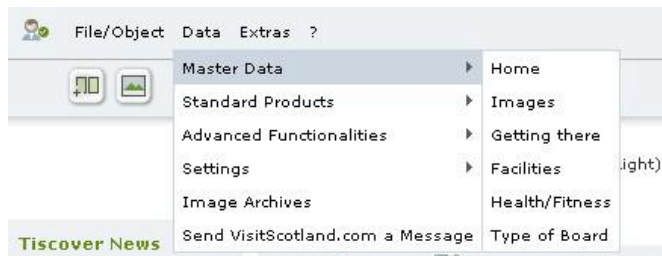 File/Object Data Extras ?
Master Data
Standard Products
Advanced Functionalities
Settings
Image Archives
Send VisitScotland.com a Message
Home
Images
Getting there
Facilities
Health/Fitness
Type of Board
light)
Tiscover News